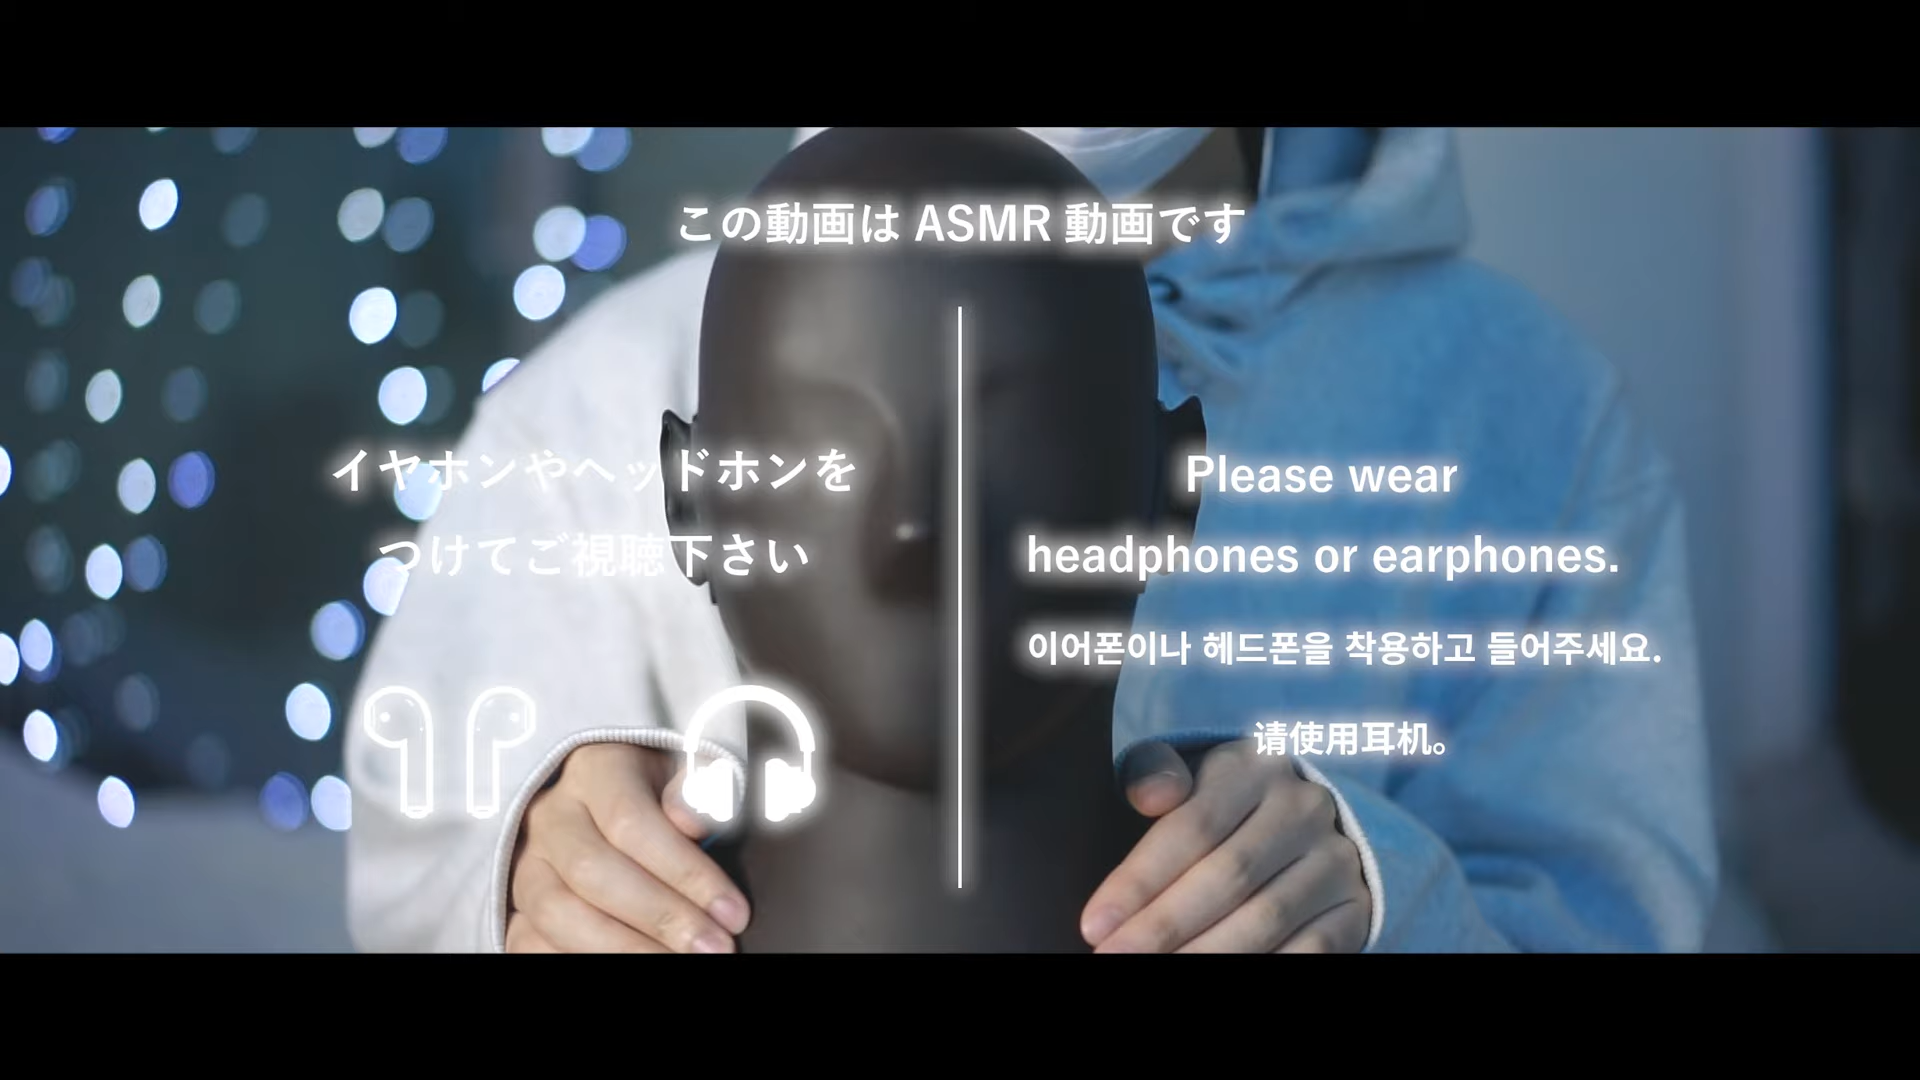 この動画は ASMR 動画です
イヤホンやヘッドホンを
つけてご視聴下さい
Please wear
headphones or earphones.
이어폰이나 헤드폰을 착용하고 들어주세요.
请使用耳机。